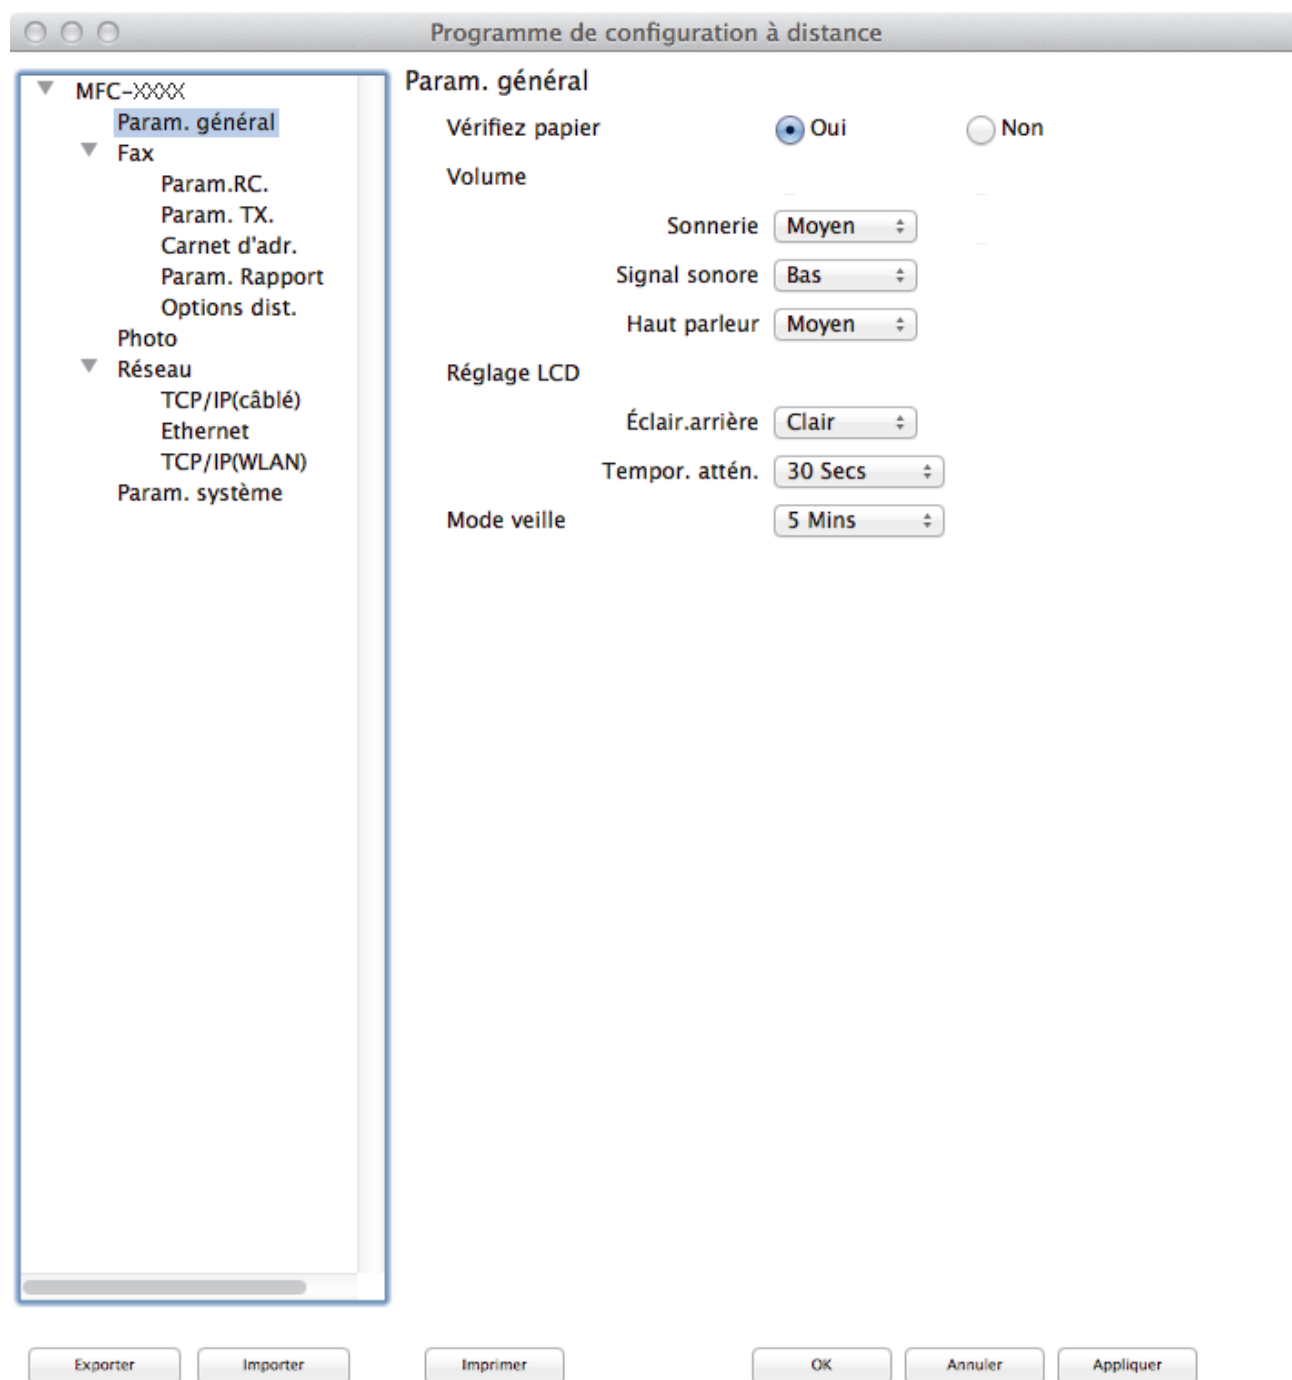 Programme de configuration à distance
MFC-XXXX
Param. général
Fax
Param.RC.
Param. TX.
Carnet d'adr.
Param. Rapport
Options dist.
Photo
Réseau
TCP/IP(câblé)
Ethernet
TCP/IP(WLAN)
Param. système
Param. général
Vérifiez papier Oui Non
Volume
Sonnerie Moyen
Signal sonore Bas
Haut parleur Moyen
Réglage LCD
Éclair.arrière Clair
Tempor. attén. 30 Secs
Mode veille 5 Mins
Exporter Importer Imprimer OK Annuler Appliquer